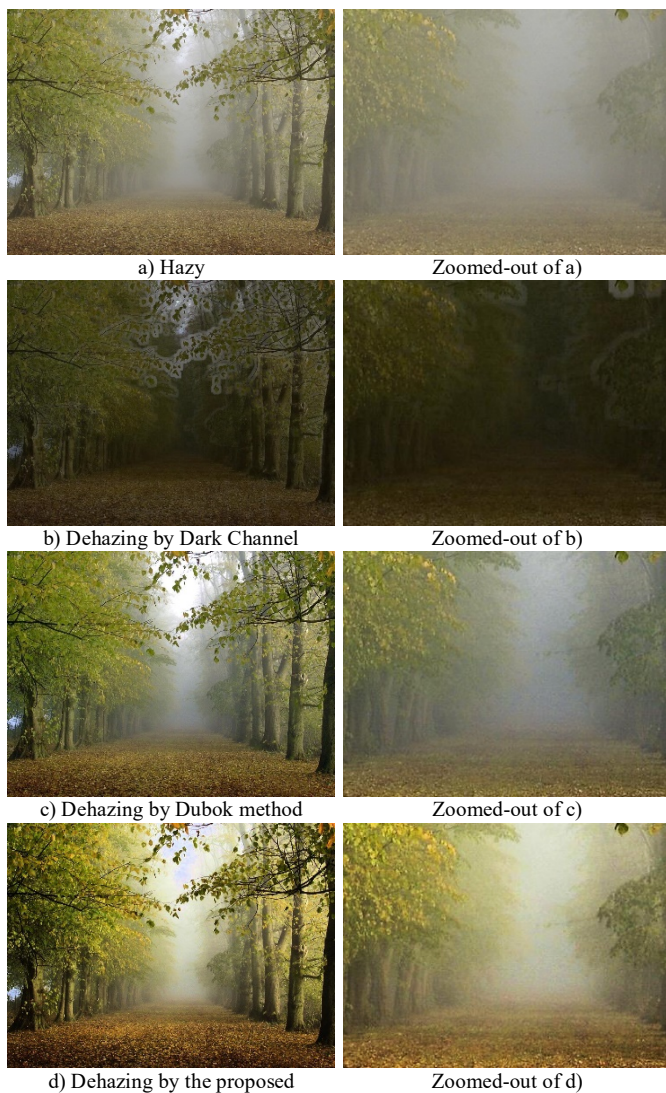 a) Hazy
Zoomed-out of a)
b) Dehazing by Dark Channel
Zoomed-out of b)
c) Dehazing by Dubok method
Zoomed-out of c)
d) Dehazing by the proposed
Zoomed-out of d)